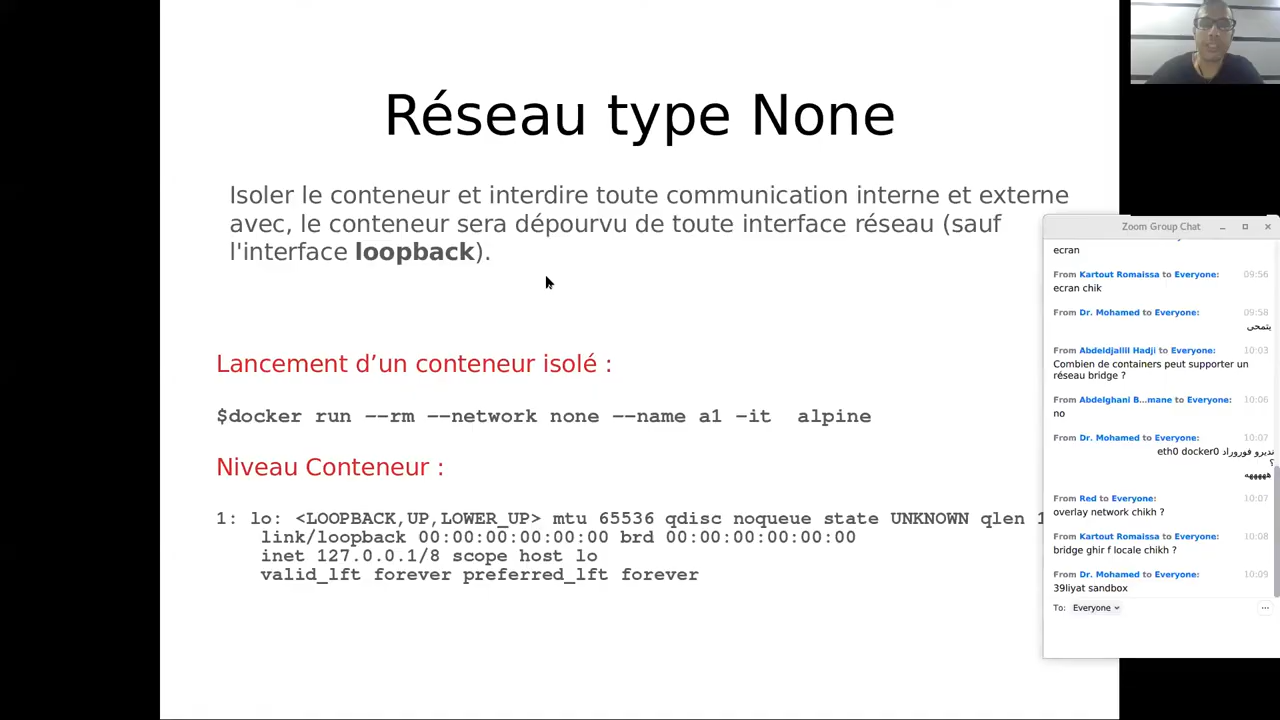 Réseau type None
Isoler le conteneur et interdire toute communication interne et externe
avec, le conteneur sera dépourvu de toute interface réseau (sauf
l'interface loopback).
Lancement d’un conteneur isolé :
$docker run --rm --network none --name a1 -it  alpine
Niveau Conteneur :
1: lo: <LOOPBACK,UP,LOWER_UP> mtu 65536 qdisc noqueue state UNKNOWN qlen 1
link/loopback 00:00:00:00:00:00 brd 00:00:00:00:00:00
inet 127.0.0.1/8 scope host lo
valid_lft forever preferred_lft forever
Zoom Group Chat
ecran
From Kartout Romaissa to Everyone: 09:56
ecran chik
From Dr. Mohamed to Everyone: 09:58
يتمحى
From Abdeldjalill Hadji to Everyone: 10:03
Combien de containers peut supporter un
réseau bridge ?
From Abdelghani B...mane to Everyone: 10:06
no
From Dr. Mohamed to Everyone: 10:07
نديرو فوروراد eth0 docker0
؟
هههههه
From Red to Everyone: 10:07
overlay network chikh ?
From Kartout Romaissa to Everyone: 10:08
bridge ghir f locale chikh ?
From Dr. Mohamed to Everyone: 10:09
39liyat sandbox
To: Everyone